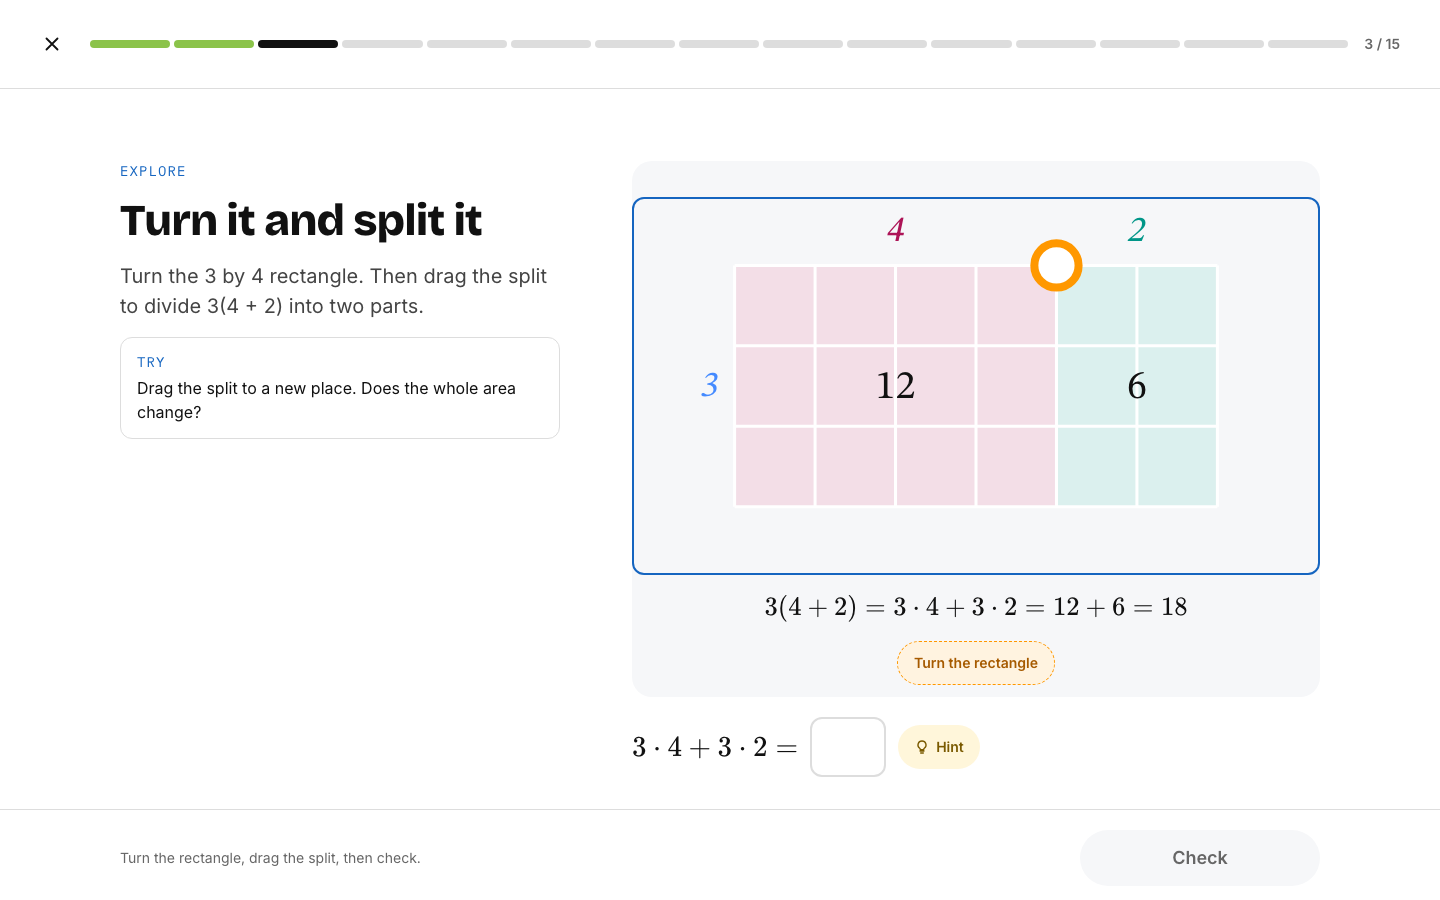 3 / 15
EXPLORE
Turn it and split it
Turn the 3 by 4 rectangle. Then drag the split
to divide 3(4 + 2) into two parts.
TRY
Drag the split to a new place. Does the whole area
change?
4
2
3
12
6
3(4 + 2) = 3 · 4 + 3 · 2 = 12 + 6 = 18
Turn the rectangle
3 · 4 + 3 · 2 =
Hint
Turn the rectangle, drag the split, then check.
Check